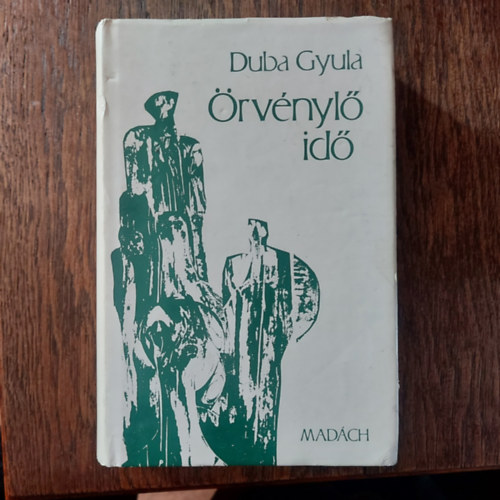 Duba Gyula
Örvénylő
idő
MADÁCH